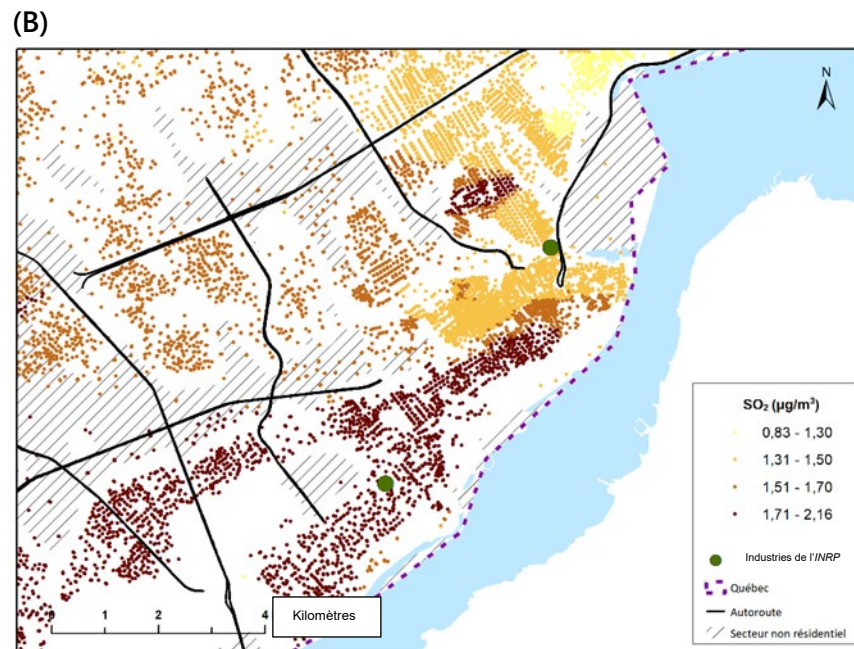 (B)
N
SO₂ (µg/m³)
0,83 - 1,30
1,31 - 1,50
1,51 - 1,70
1,71 - 2,16
Industries de l'INRP
Québec
Autoroute
Secteur non résidentiel
0 1 2 4 Kilomètres